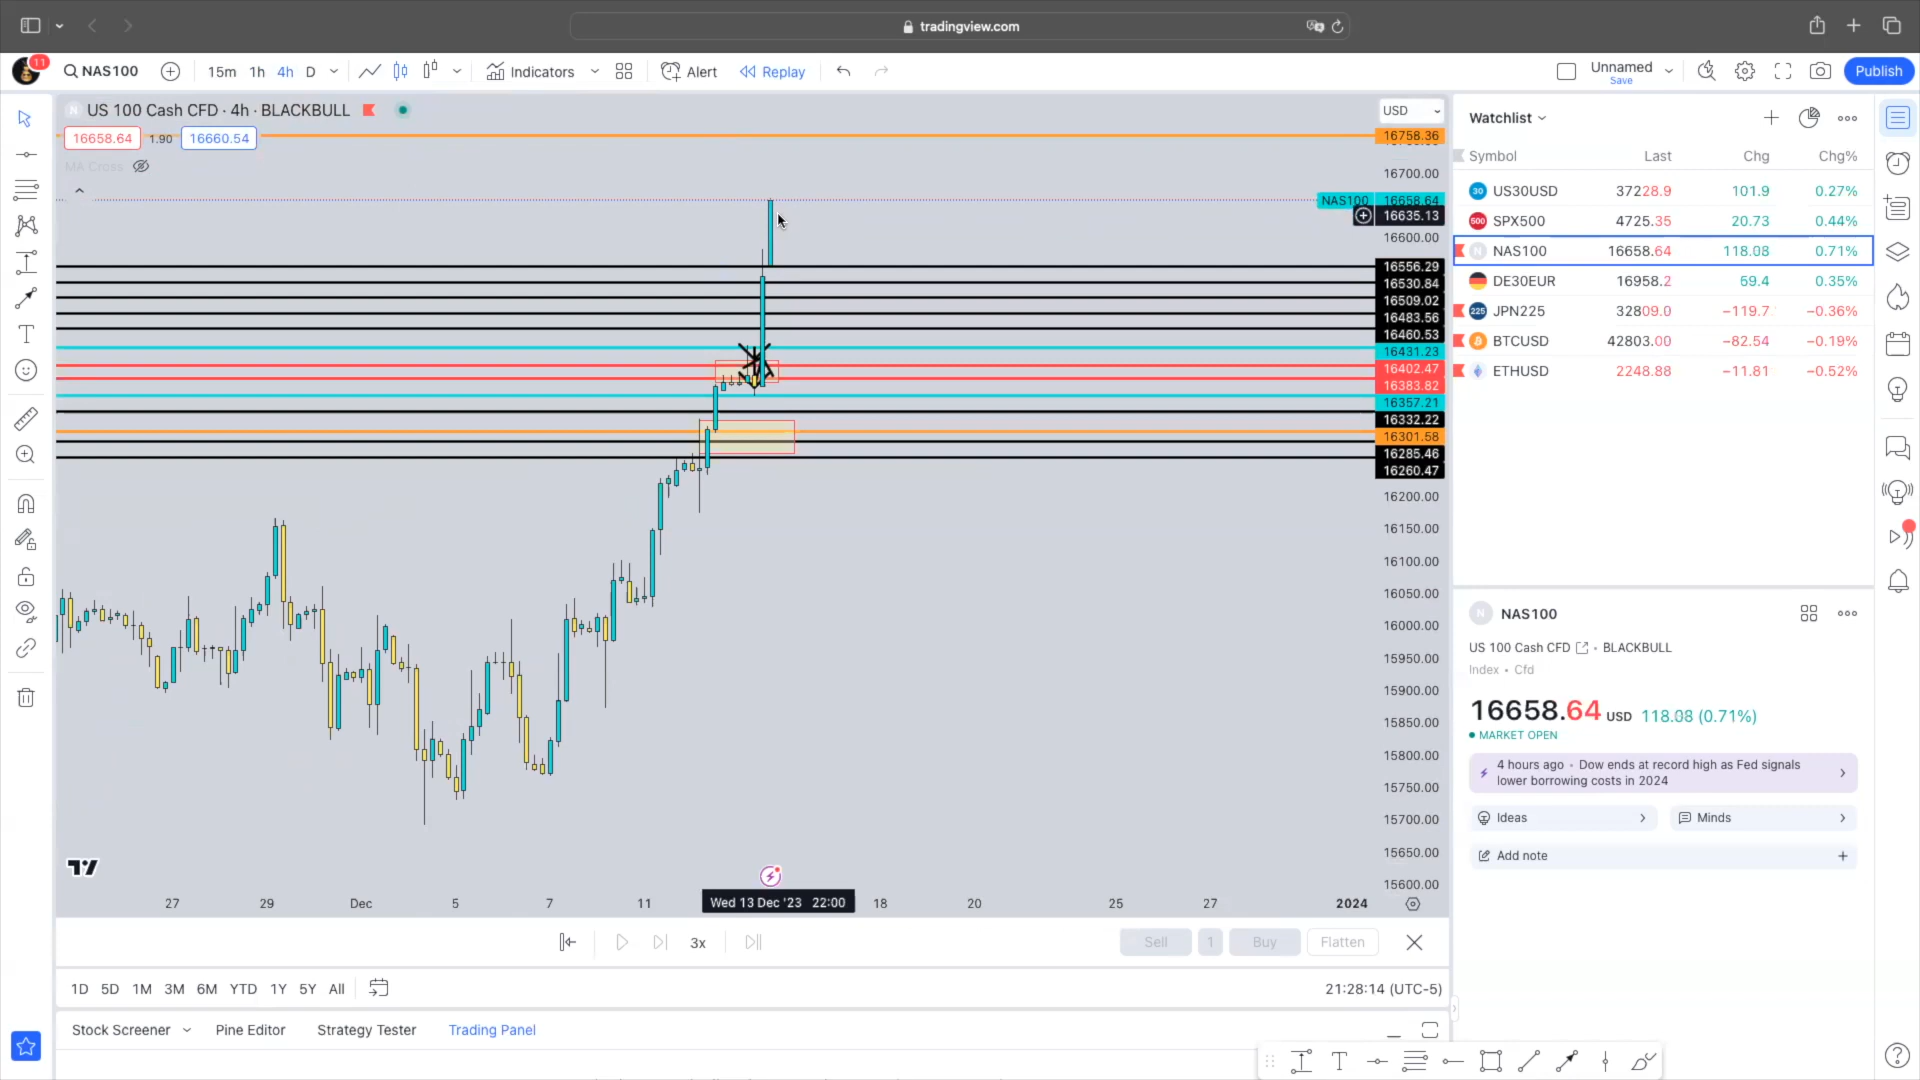 tradingview.com
11
NAS100
15m 1h 4h D
Indicators
Alert
Replay
Unnamed
Save
Publish
US 100 Cash CFD · 4h · BLACKBULL
16658.64 1.90 16660.54
MA Cross
USD
16758.36
16700.00
NAS100 16658.64
16635.13
16600.00
16556.29
16530.84
16509.02
16483.56
16460.53
16431.23
16402.47
16383.82
16357.21
16332.22
16301.58
16285.46
16260.47
16200.00
16150.00
16100.00
16050.00
16000.00
15950.00
15900.00
15850.00
15800.00
15750.00
15700.00
15650.00
15600.00
27 29 Dec 5 7 11 Wed 13 Dec '23 22:00 18 20 25 27 2024
3x
Sell 1 Buy Flatten
1D 5D 1M 3M 6M YTD 1Y 5Y All
21:28:14 (UTC-5)
Stock Screener Pine Editor Strategy Tester Trading Panel
Watchlist
Symbol Last Chg Chg%
30 US30USD 37228.9 101.9 0.27%
500 SPX500 4725.35 20.73 0.44%
N NAS100 16658.64 118.08 0.71%
DE30EUR 16958.2 69.4 0.35%
225 JPN225 32809.0 −119.7 −0.36%
BTCUSD 42803.00 −82.54 −0.19%
ETHUSD 2248.88 −11.81 −0.52%
N NAS100
US 100 Cash CFD • BLACKBULL
Index • Cfd
16658.64 USD 118.08 (0.71%)
MARKET OPEN
4 hours ago • Dow ends at record high as Fed signals
lower borrowing costs in 2024
Ideas
Minds
Add note